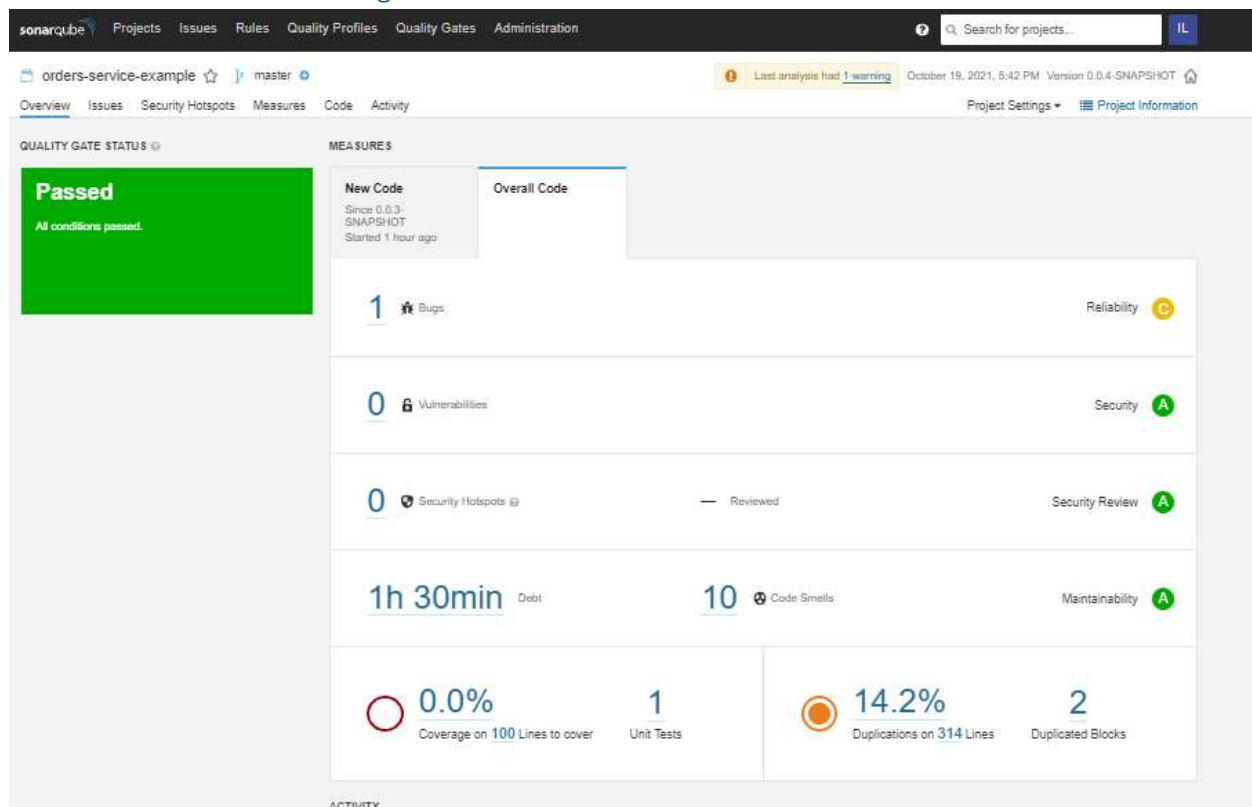 sonarqube Projects Issues Rules Quality Profiles Quality Gates Administration Search for projects... IL
orders-service-example master Last analysis had 1 warning October 19, 2021, 5:42 PM Version 0.0.4-SNAPSHOT
Overview Issues Security Hotspots Measures Code Activity Project Settings Project Information
QUALITY GATE STATUS
Passed
All conditions passed.
MEASURES
New Code
Since 0.0.3-
SNAPSHOT
Started 1 hour ago
Overall Code
1 Bugs Reliability C
0 Vulnerabilities Security A
0 Security Hotspots — Reviewed Security Review A
1h 30min Debt 10 Code Smells Maintainability A
0.0%
Coverage on 100 Lines to cover
1
Unit Tests
14.2%
Duplications on 314 Lines
2
Duplicated Blocks
ACTIVITY